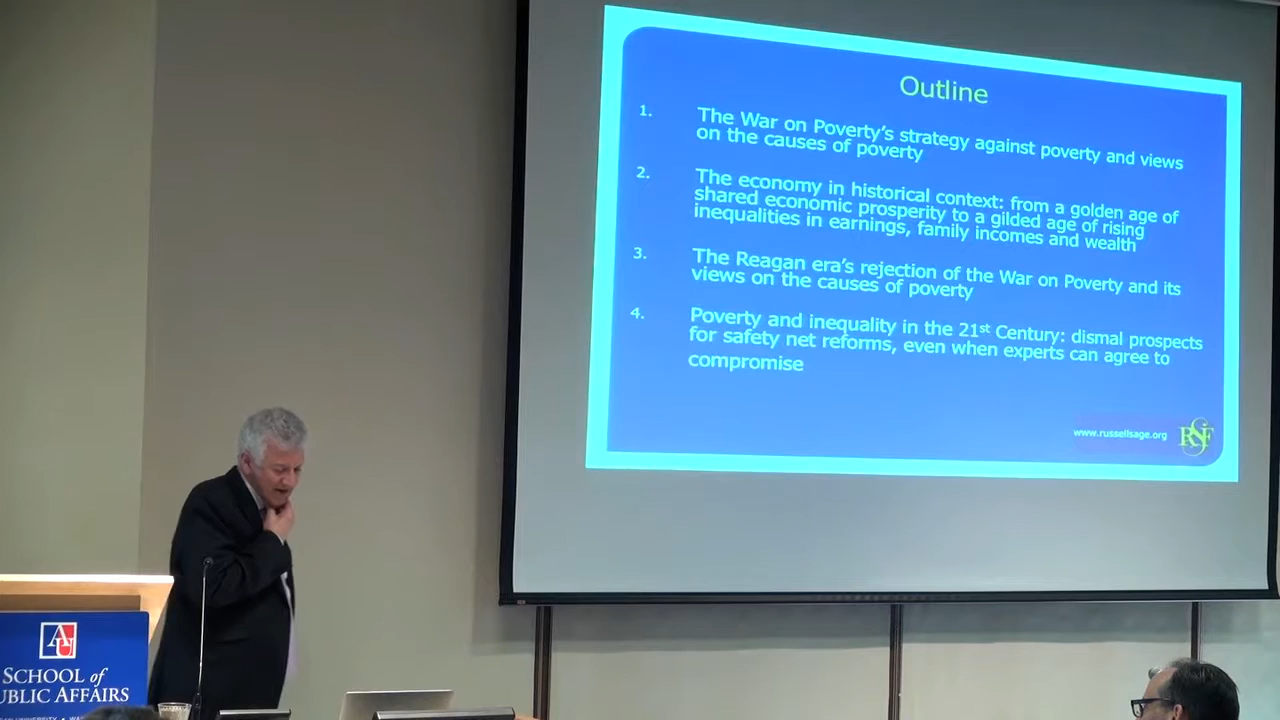 Outline
1. The War on Poverty's strategy against poverty and views
on the causes of poverty
2. The economy in historical context: from a golden age of
shared economic prosperity to a gilded age of rising
inequalities in earnings, family incomes and wealth
3. The Reagan era's rejection of the War on Poverty and its
views on the causes of poverty
4. Poverty and inequality in the 21st Century: dismal prospects
for safety net reforms, even when experts can agree to
compromise
www.russellsage.org
RSF
AU
SCHOOL of
UBLIC AFFAIRS